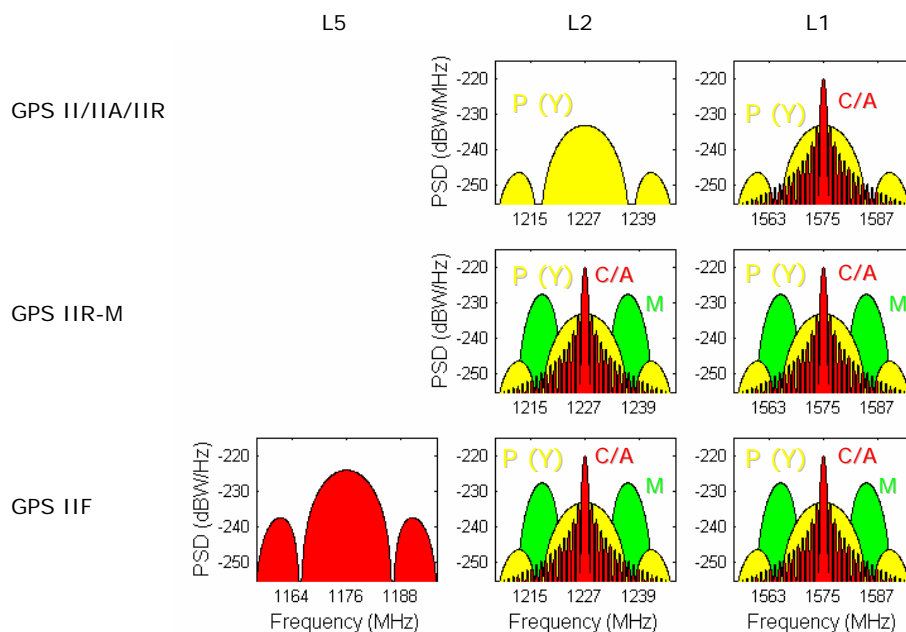 L5 L2 L1
GPS II/IIA/IIR
PSD (dBW/MHz)
-220
-230
-240
-250
P (Y)
1215 1227 1239
-220
-230
-240
-250
P (Y)
C/A
1563 1575 1587
GPS IIR-M
PSD (dBW/Hz)
-220
-230
-240
-250
P (Y)
C/A
M
1215 1227 1239
-220
-230
-240
-250
P (Y)
C/A
M
1563 1575 1587
GPS IIF
PSD (dBW/Hz)
-220
-230
-240
-250
1164 1176 1188
Frequency (MHz)
-220
-230
-240
-250
P (Y)
C/A
M
1215 1227 1239
Frequency (MHz)
-220
-230
-240
-250
P (Y)
C/A
M
1563 1575 1587
Frequency (MHz)